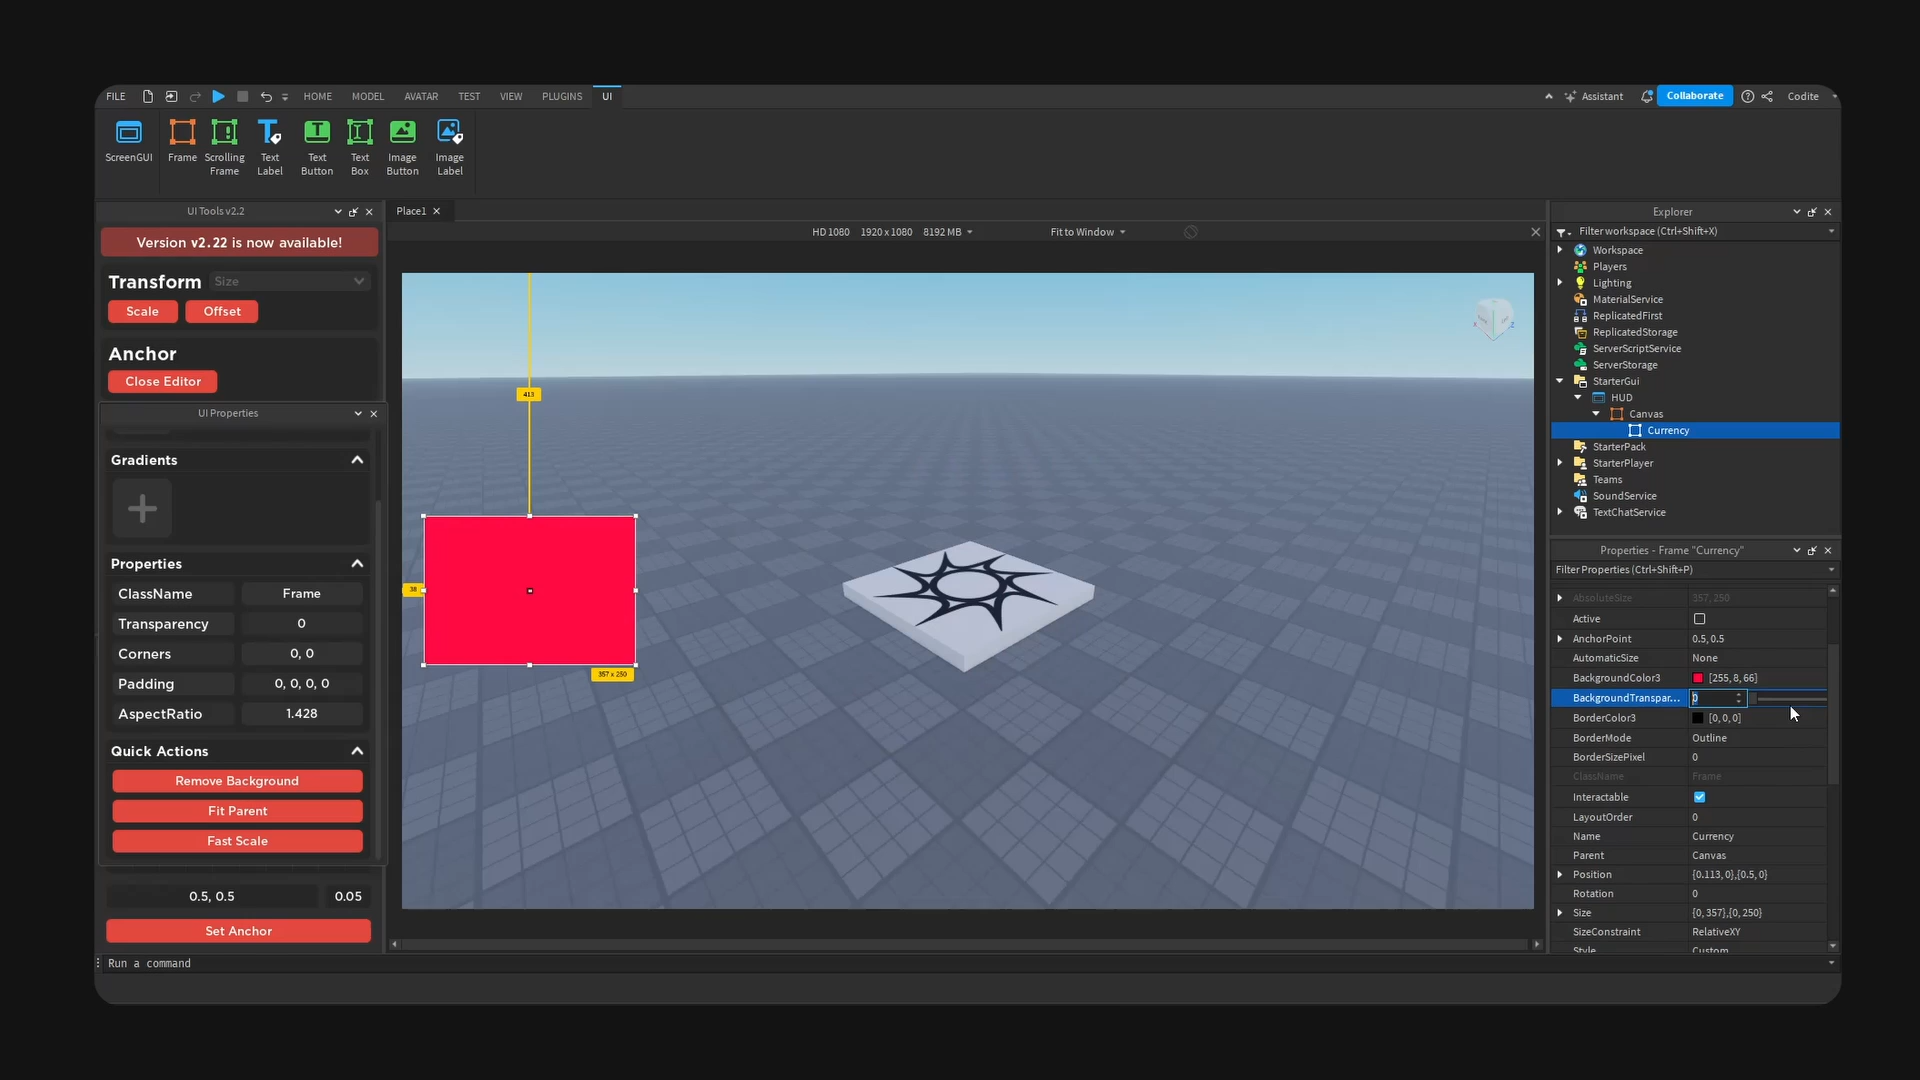 FILE HOME MODEL AVATAR TEST VIEW PLUGINS UI Assistant Collaborate Codite
ScreenGUI Frame Scrolling Frame Text Label Text Button Text Box Image Button Image Label
UI Tools v2.2
Version v2.22 is now available!
Transform Size
Scale Offset
Anchor
Close Editor
UI Properties
Gradients
Properties
ClassName Frame
Transparency 0
Corners 0, 0
Padding 0, 0, 0, 0
AspectRatio 1.428
Quick Actions
Remove Background
Fit Parent
Fast Scale
0.5, 0.5 0.05
Set Anchor
Run a command
Place1
HD 1080 1920 x 1080 8192 MB Fit to Window
413
38
357 x 250
Explorer
Filter workspace (Ctrl+Shift+X)
Workspace
Players
Lighting
MaterialService
ReplicatedFirst
ReplicatedStorage
ServerScriptService
ServerStorage
StarterGui
HUD
Canvas
Currency
StarterPack
StarterPlayer
Teams
SoundService
TextChatService
Properties - Frame "Currency"
Filter Properties (Ctrl+Shift+P)
AbsoluteSize 357, 250
Active
AnchorPoint 0.5, 0.5
AutomaticSize None
BackgroundColor3 [255, 8, 66]
BackgroundTranspar... 0
BorderColor3 [0, 0, 0]
BorderMode Outline
BorderSizePixel 0
ClassName Frame
Interactable
LayoutOrder 0
Name Currency
Parent Canvas
Position {0.113, 0},{0.5, 0}
Rotation 0
Size {0, 357},{0, 250}
SizeConstraint RelativeXY
Style Custom